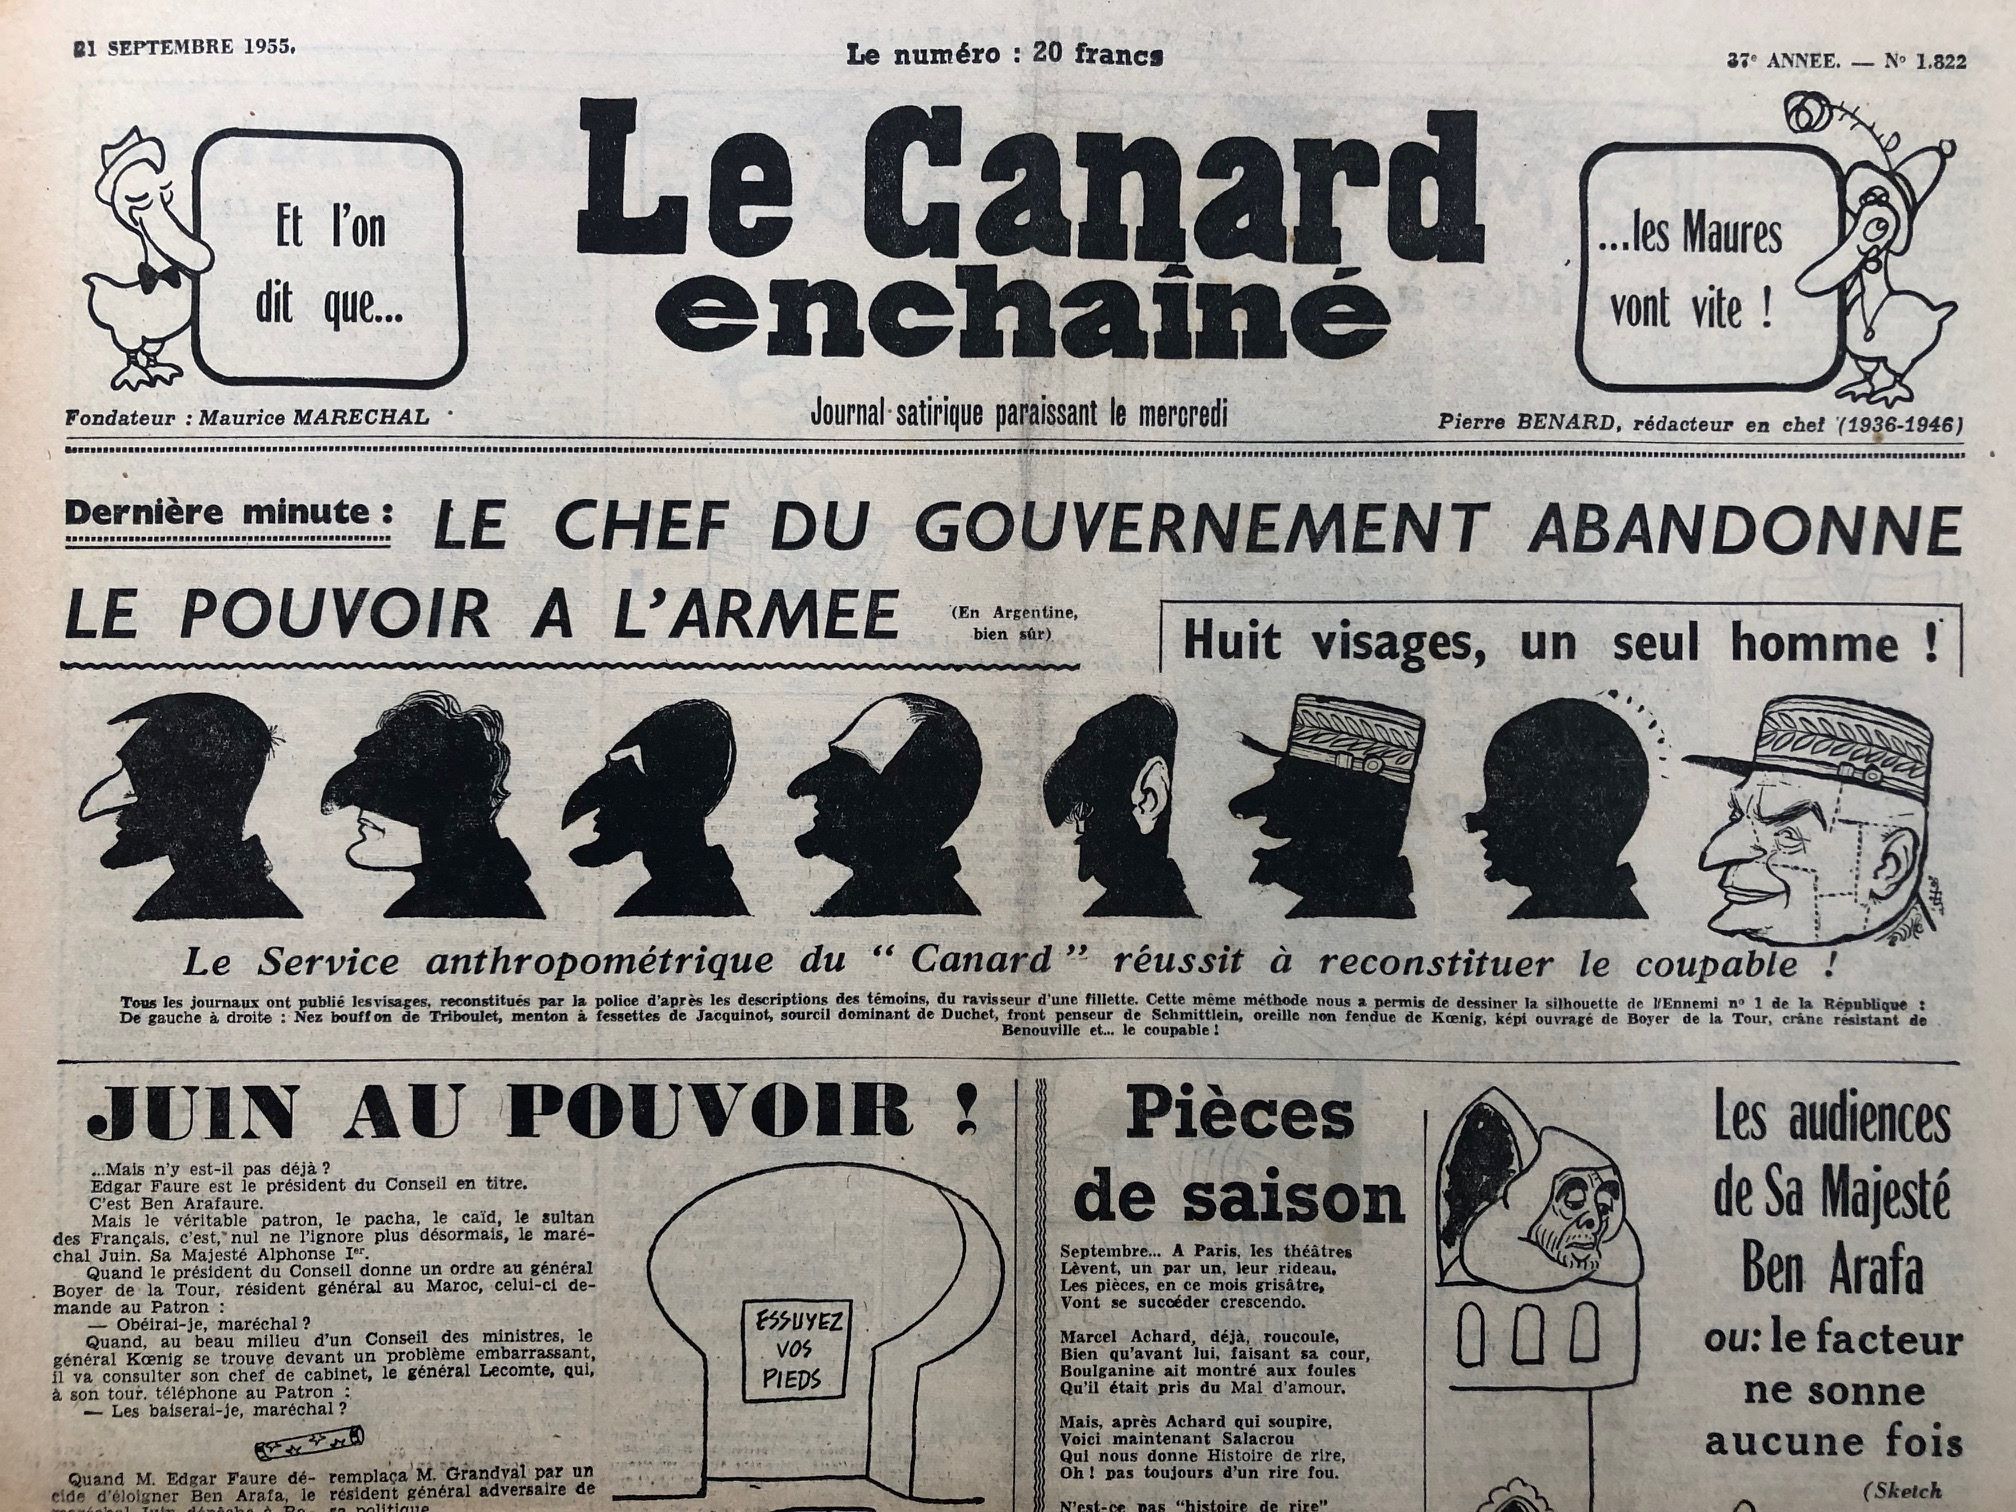 21 SEPTEMBRE 1955.
Le numéro : 20 francs
37e ANNEE. — No 1.822
Et l'on
dit que...
Le Canard
enchaîné
...les Maures
vont vite !
Fondateur : Maurice MARECHAL
Journal satirique paraissant le mercredi
Pierre BENARD, rédacteur en chef (1936-1946)
Dernière minute : LE CHEF DU GOUVERNEMENT ABANDONNE
LE POUVOIR A L'ARMEE
(En Argentine,
bien sûr)
Huit visages, un seul homme !
Le Service anthropométrique du “ Canard ” réussit à reconstituer le coupable !
Tous les journaux ont publié les visages, reconstitués par la police d'après les descriptions des témoins, du ravisseur d'une fillette. Cette même méthode nous a permis de dessiner la silhouette de l'Ennemi no 1 de la République :
De gauche à droite : Nez bouffon de Triboulet, menton à fessettes de Jacquinot, sourcil dominant de Duchet, front penseur de Schmittlein, oreille non fendue de Kœnig, képi ouvragé de Boyer de la Tour, crâne résistant de
Benouville et... le coupable !
JUIN AU POUVOIR !
...Mais n'y est-il pas déjà ?
Edgar Faure est le président du Conseil en titre.
C'est Ben Arafaure.
Mais le véritable patron, le pacha, le caïd, le sultan
des Français, c'est, nul ne l'ignore plus désormais, le maré-
chal Juin. Sa Majesté Alphonse Ier.
Quand le président du Conseil donne un ordre au général
Boyer de la Tour, résident général au Maroc, celui-ci de-
mande au Patron :
— Obéirai-je, maréchal ?
Quand, au beau milieu d'un Conseil des ministres, le
général Kœnig se trouve devant un problème embarrassant,
il va consulter son chef de cabinet, le général Lecomte, qui,
à son tour, téléphone au Patron :
— Les baiserai-je, maréchal ?
Quand M. Edgar Faure dé-
cide d'éloigner Ben Arafa, le
maréchal Juin dépêche à
remplaça M. Grandval par un
résident général adversaire de
sa politique.
ESSUYEZ
VOS
PIEDS
Pièces
de saison
Septembre... A Paris, les théâtres
Lèvent, un par un, leur rideau.
Les pièces, en ce mois grisâtre,
Vont se succéder crescendo.
Marcel Achard, déjà, roucoule,
Bien qu'avant lui, faisant sa cour,
Boulganine ait montré aux foules
Qu'il était pris du Mal d'amour.
Mais, après Achard qui soupire,
Voici maintenant Salacrou
Qui nous donne Histoire de rire,
Oh ! pas toujours d'un rire fou.
N'est-ce pas "histoire de rire"
Les audiences
de Sa Majesté
Ben Arafa
ou: le facteur
ne sonne
aucune fois
(Sketch